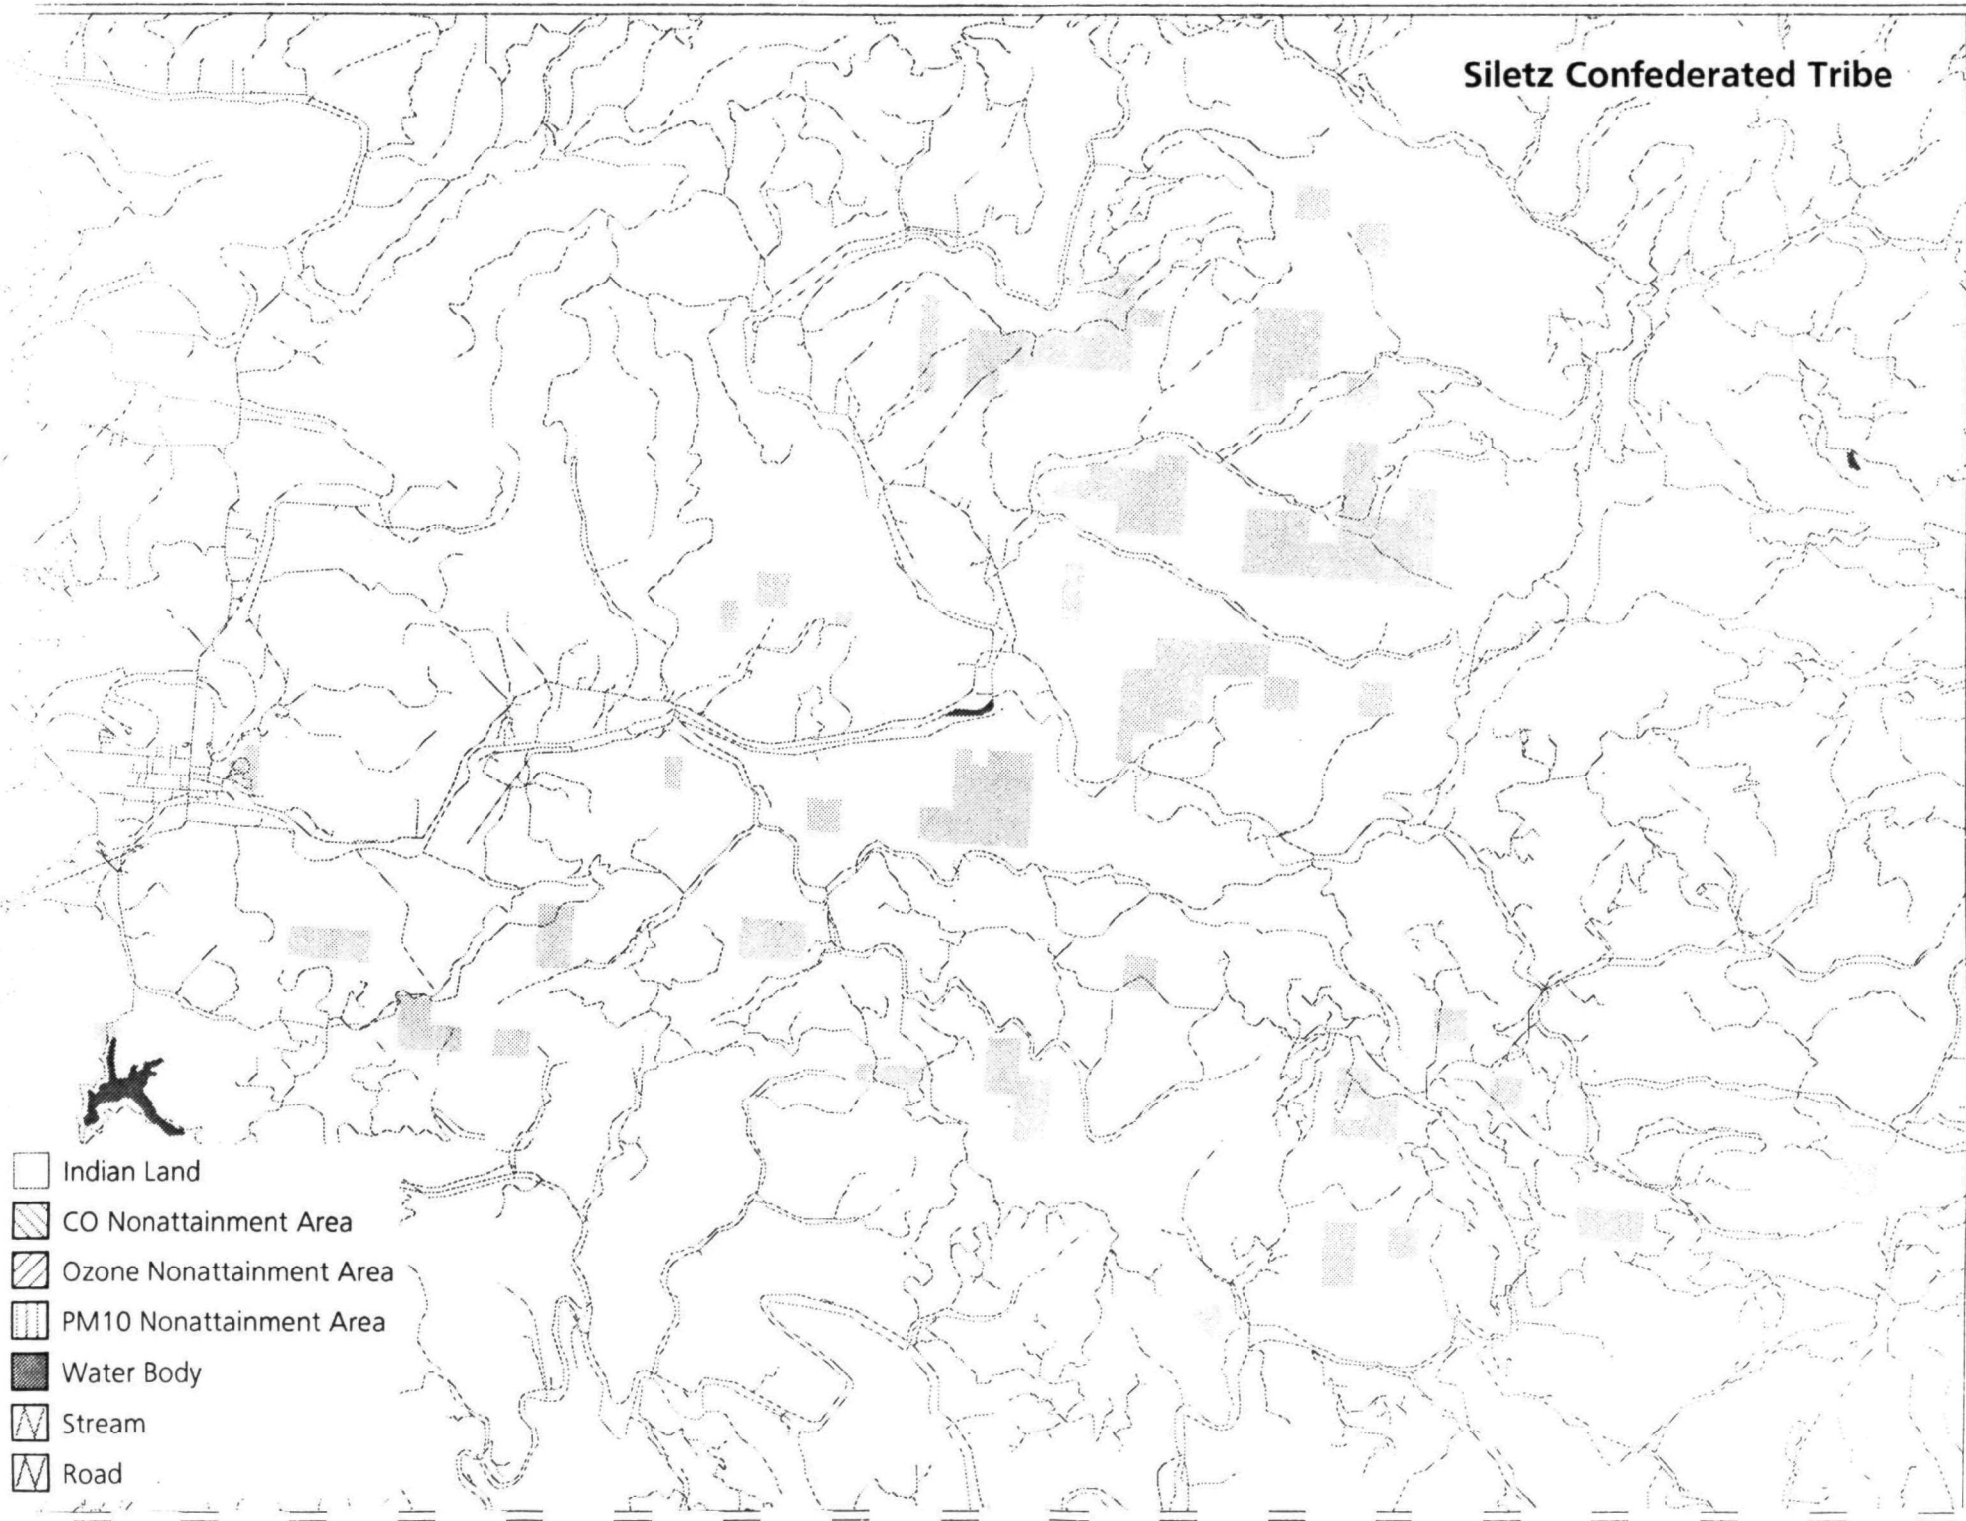 Siletz Confederated Tribe
Indian Land
CO Nonattainment Area
Ozone Nonattainment Area
PM10 Nonattainment Area
Water Body
Stream
Road